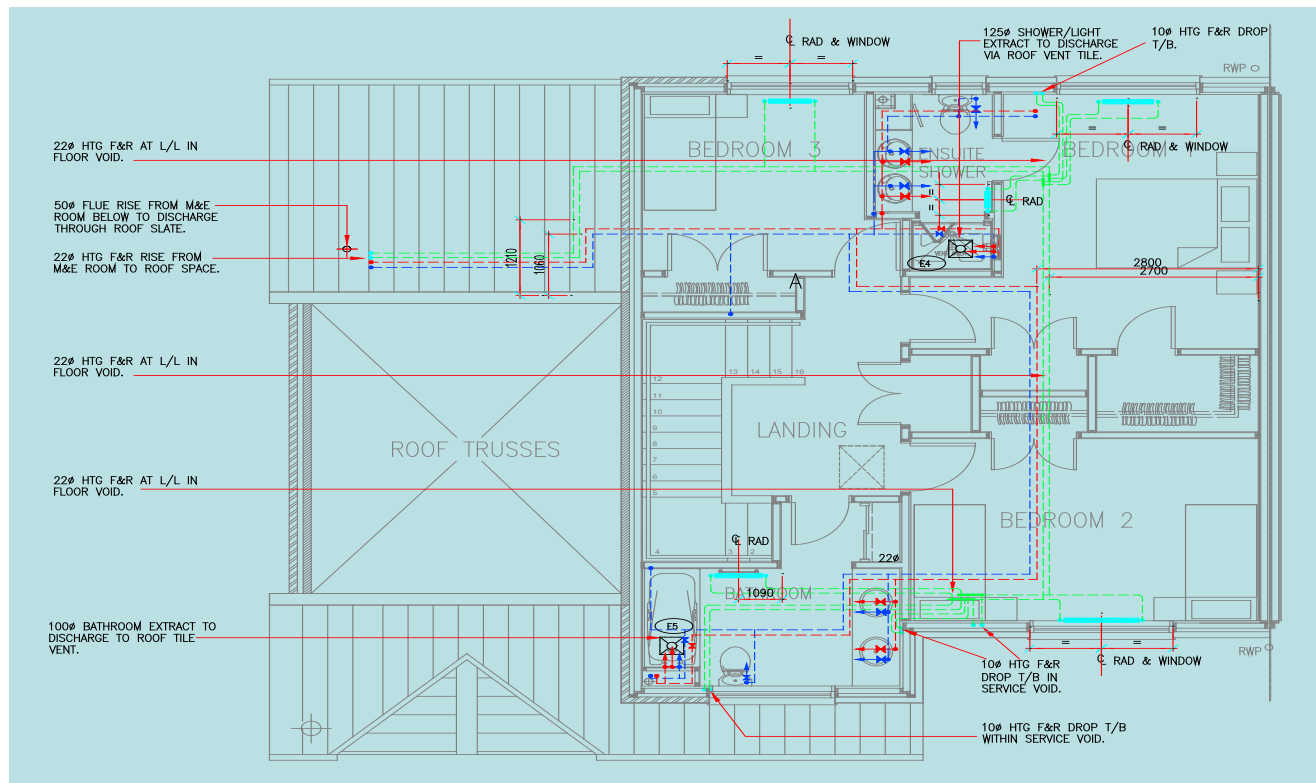 125ø SHOWER/LIGHT
EXTRACT TO DISCHARGE
VIA ROOF VENT TILE.
10ø HTG F&R DROP
T/B.
℄ RAD & WINDOW
RWP
= =
22ø HTG F&R AT L/L IN
FLOOR VOID.
BEDROOM 3
ENSUITE
SHOWER
BEDROOM 1
= =
℄ RAD & WINDOW
50ø FLUE RISE FROM M&E
ROOM BELOW TO DISCHARGE
THROUGH ROOF SLATE.
=
=
℄ RAD
22ø HTG F&R RISE FROM
M&E ROOM TO ROOF SPACE.
1210
1060
E4
2800
2700
A
22ø HTG F&R AT L/L IN
FLOOR VOID.
13 14 15 16
12
11
10
9
8
7
6
5
4
3 2
LANDING
ROOF TRUSSES
22ø HTG F&R AT L/L IN
FLOOR VOID.
BEDROOM 2
℄ RAD
22ø
BATHROOM
1090
100ø BATHROOM EXTRACT TO
DISCHARGE TO ROOF TILE
VENT.
E5
= =
℄ RAD & WINDOW
RWP
10ø HTG F&R
DROP T/B IN
SERVICE VOID.
10ø HTG F&R DROP T/B
WITHIN SERVICE VOID.